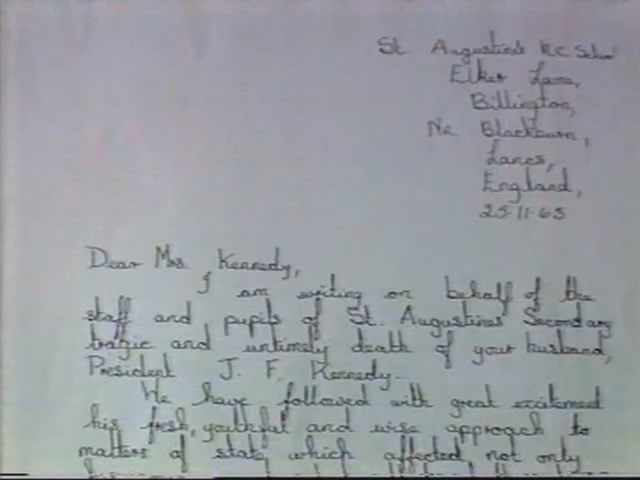 St. Augustine's R.C. School
Elker Lane,
Billington,
Nr. Blackburn,
Lancs,
England,
25-11-63
Dear Mrs. Kennedy,
I am writing on behalf of the
staff and pupils of St. Augustines Secondary
tragic and untimely death of your husband,
President J. F. Kennedy.
We have followed with great excitement
his fresh, youthful and wise approach to
matters of state which affected, not only